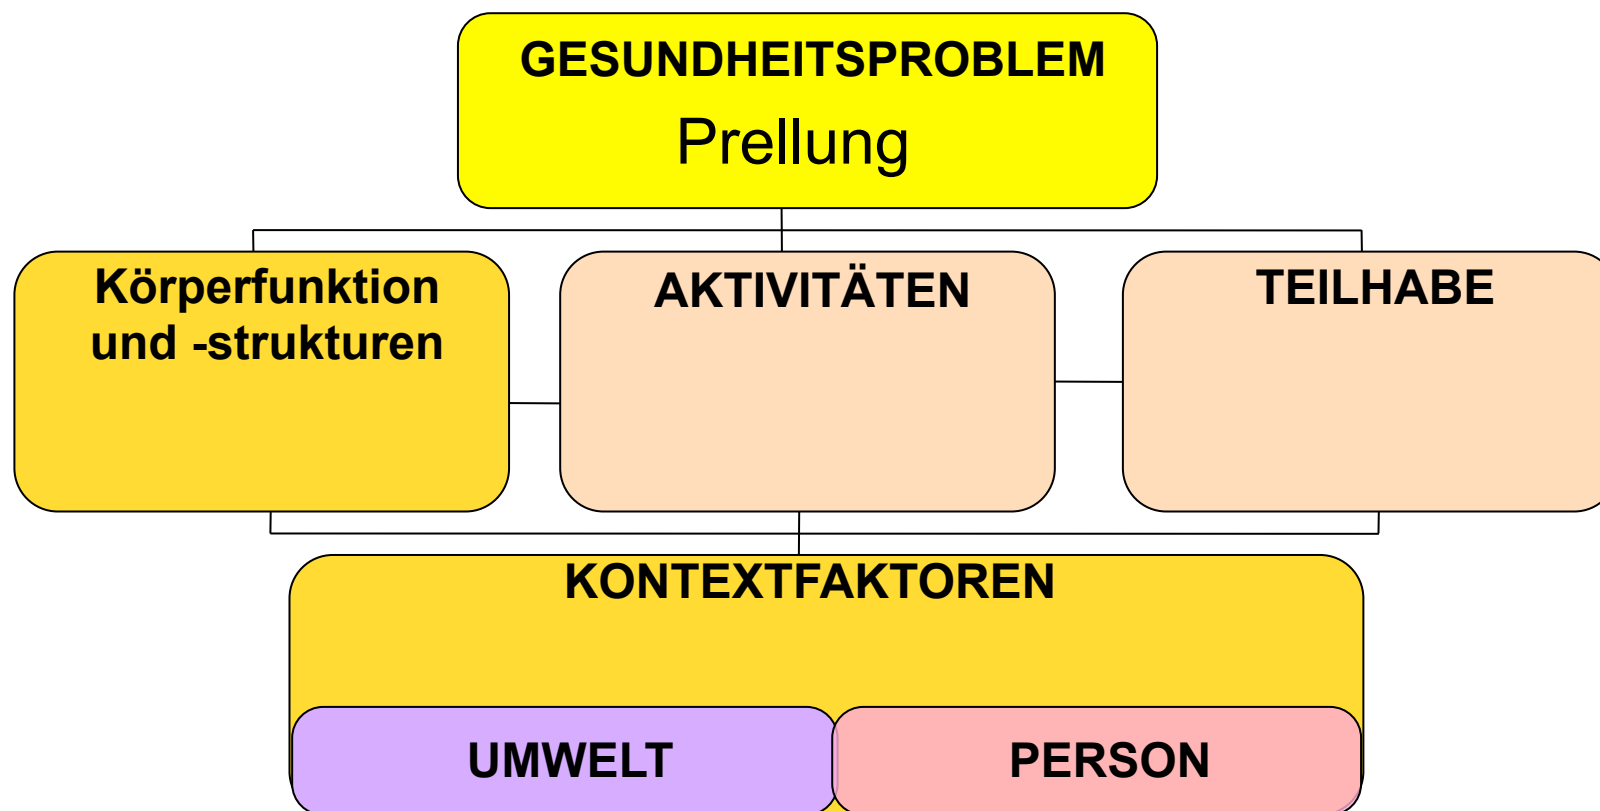 GESUNDHEITSPROBLEM
Prellung
Körperfunktion
und -strukturen
AKTIVITÄTEN
TEILHABE
KONTEXTFAKTOREN
UMWELT
PERSON